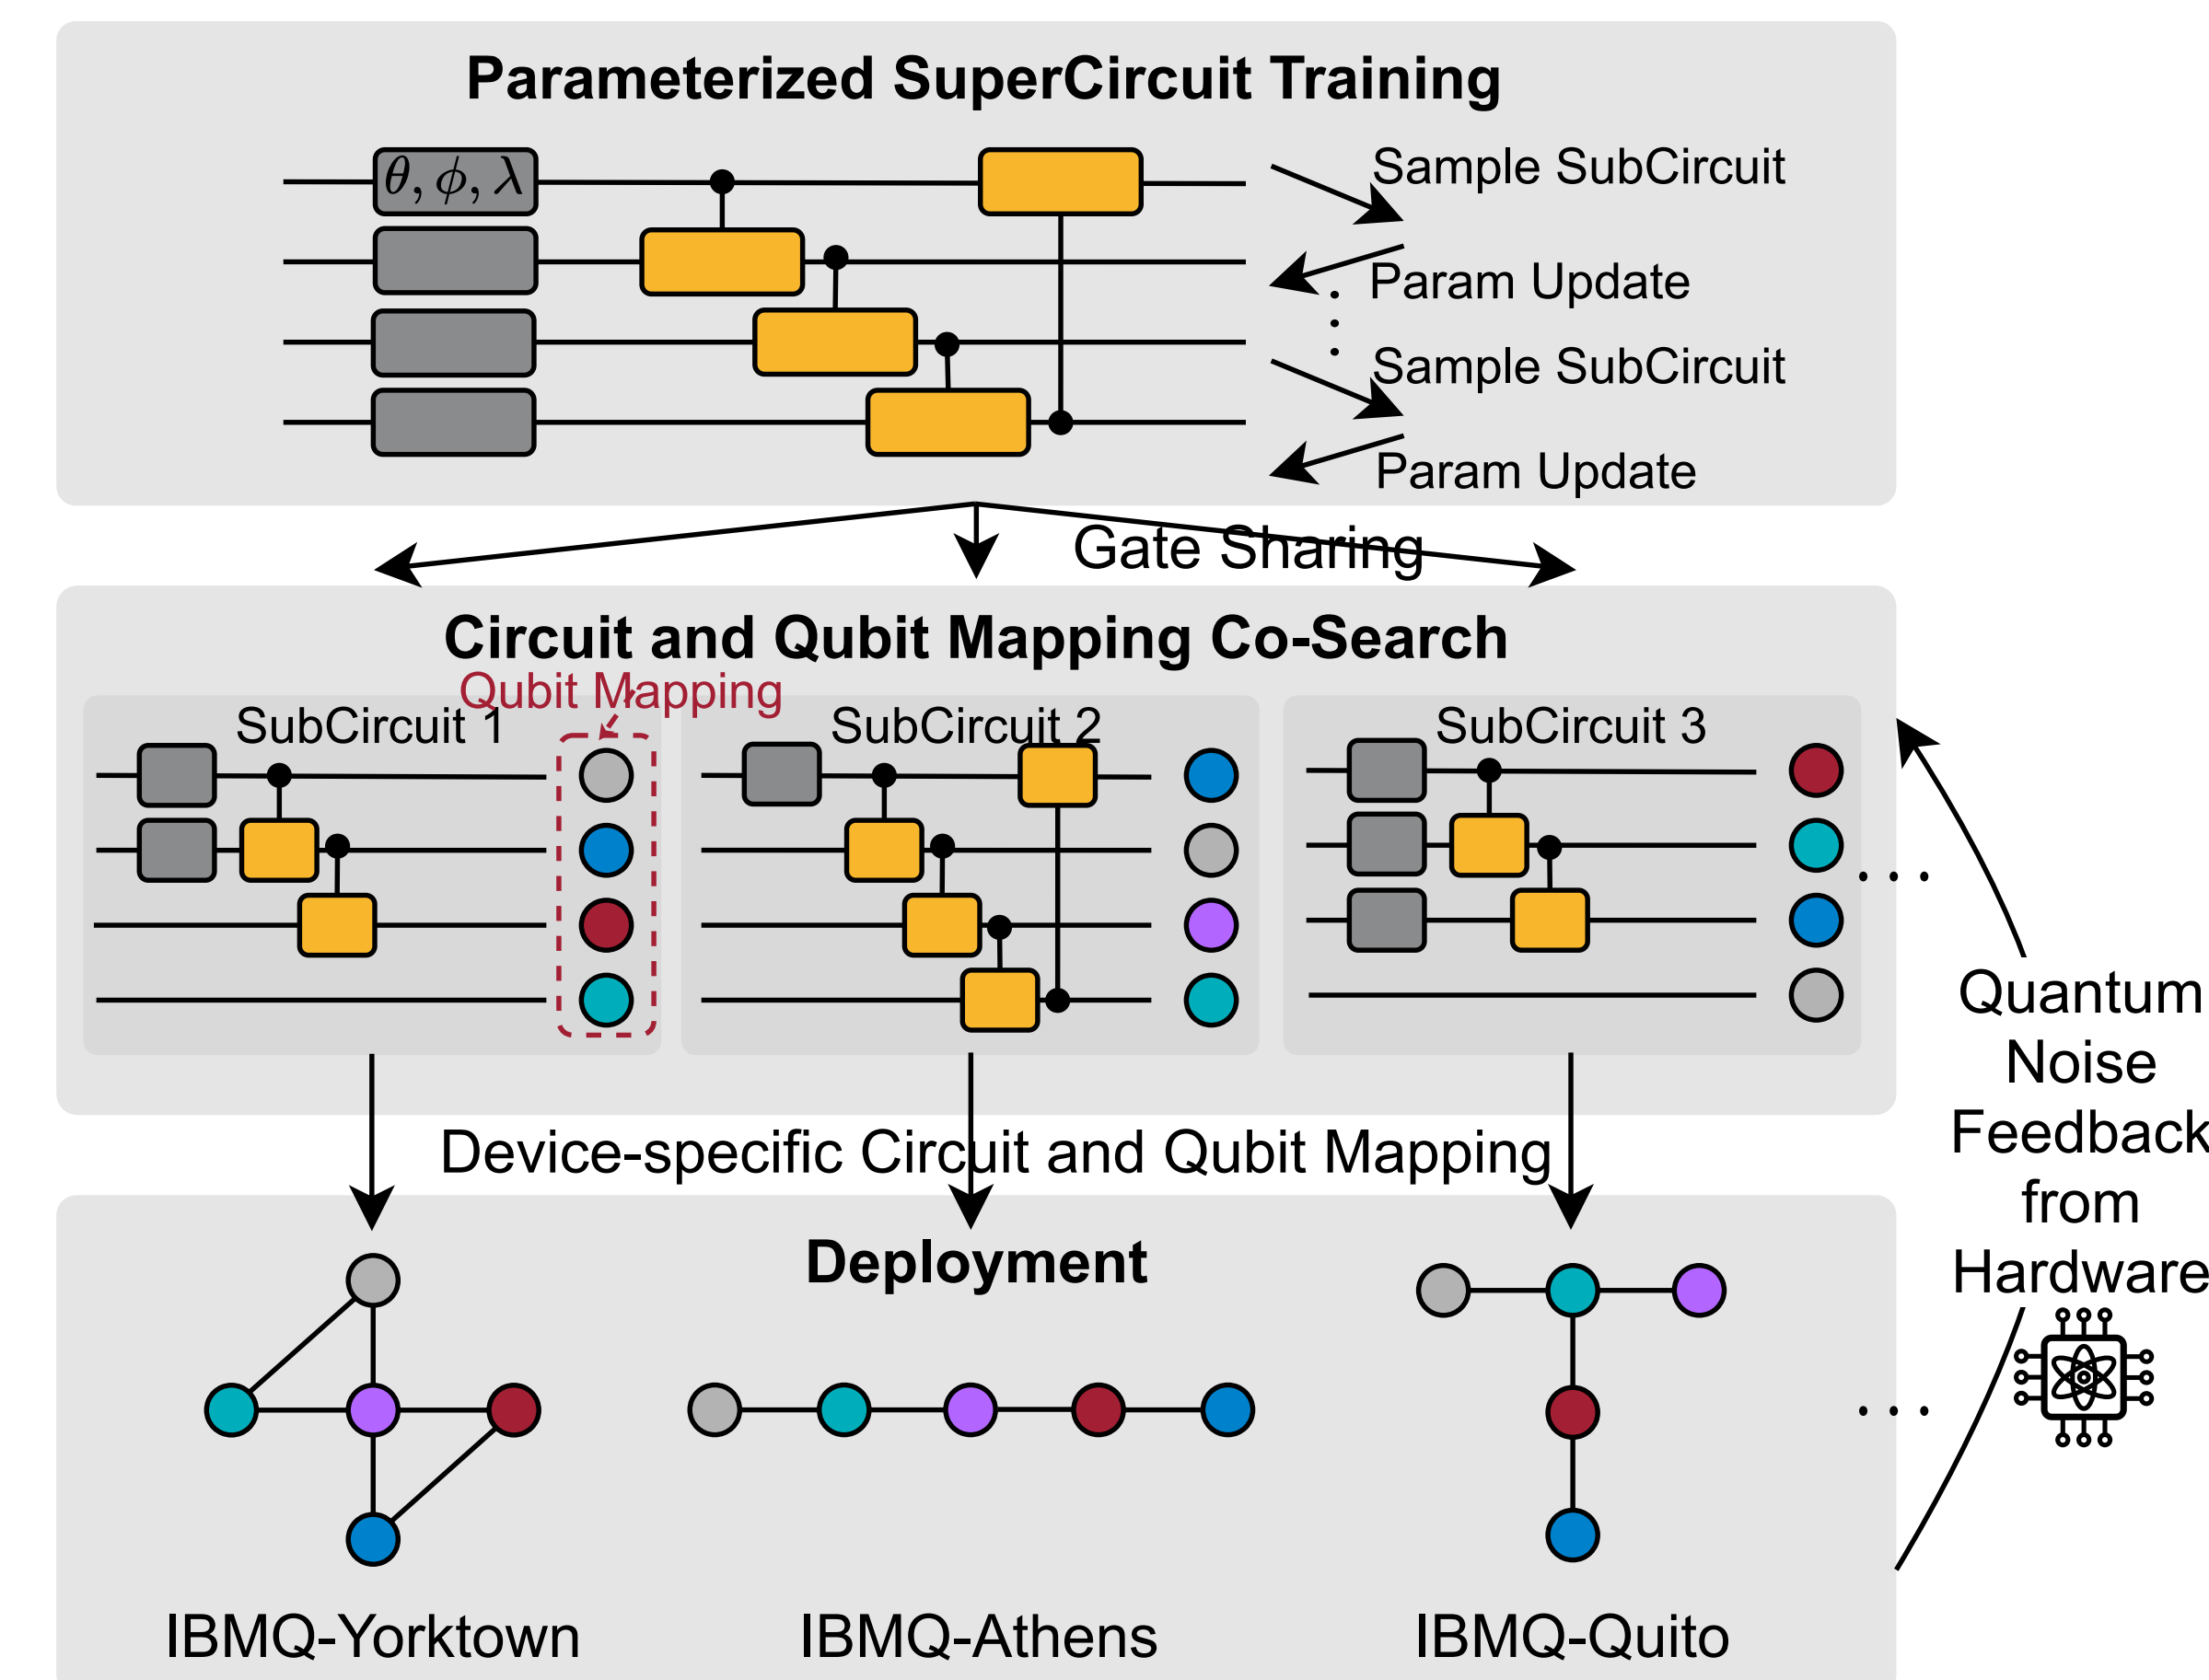 Parameterized SuperCircuit Training
θ, ϕ, λ
Sample SubCircuit
Param Update
Sample SubCircuit
Param Update
Gate Sharing
Circuit and Qubit Mapping Co-Search
Qubit Mapping
SubCircuit 1
SubCircuit 2
SubCircuit 3
Quantum
Noise
Feedback
from
Hardware
Device-specific Circuit and Qubit Mapping
Deployment
IBMQ-Yorktown
IBMQ-Athens
IBMQ-Quito